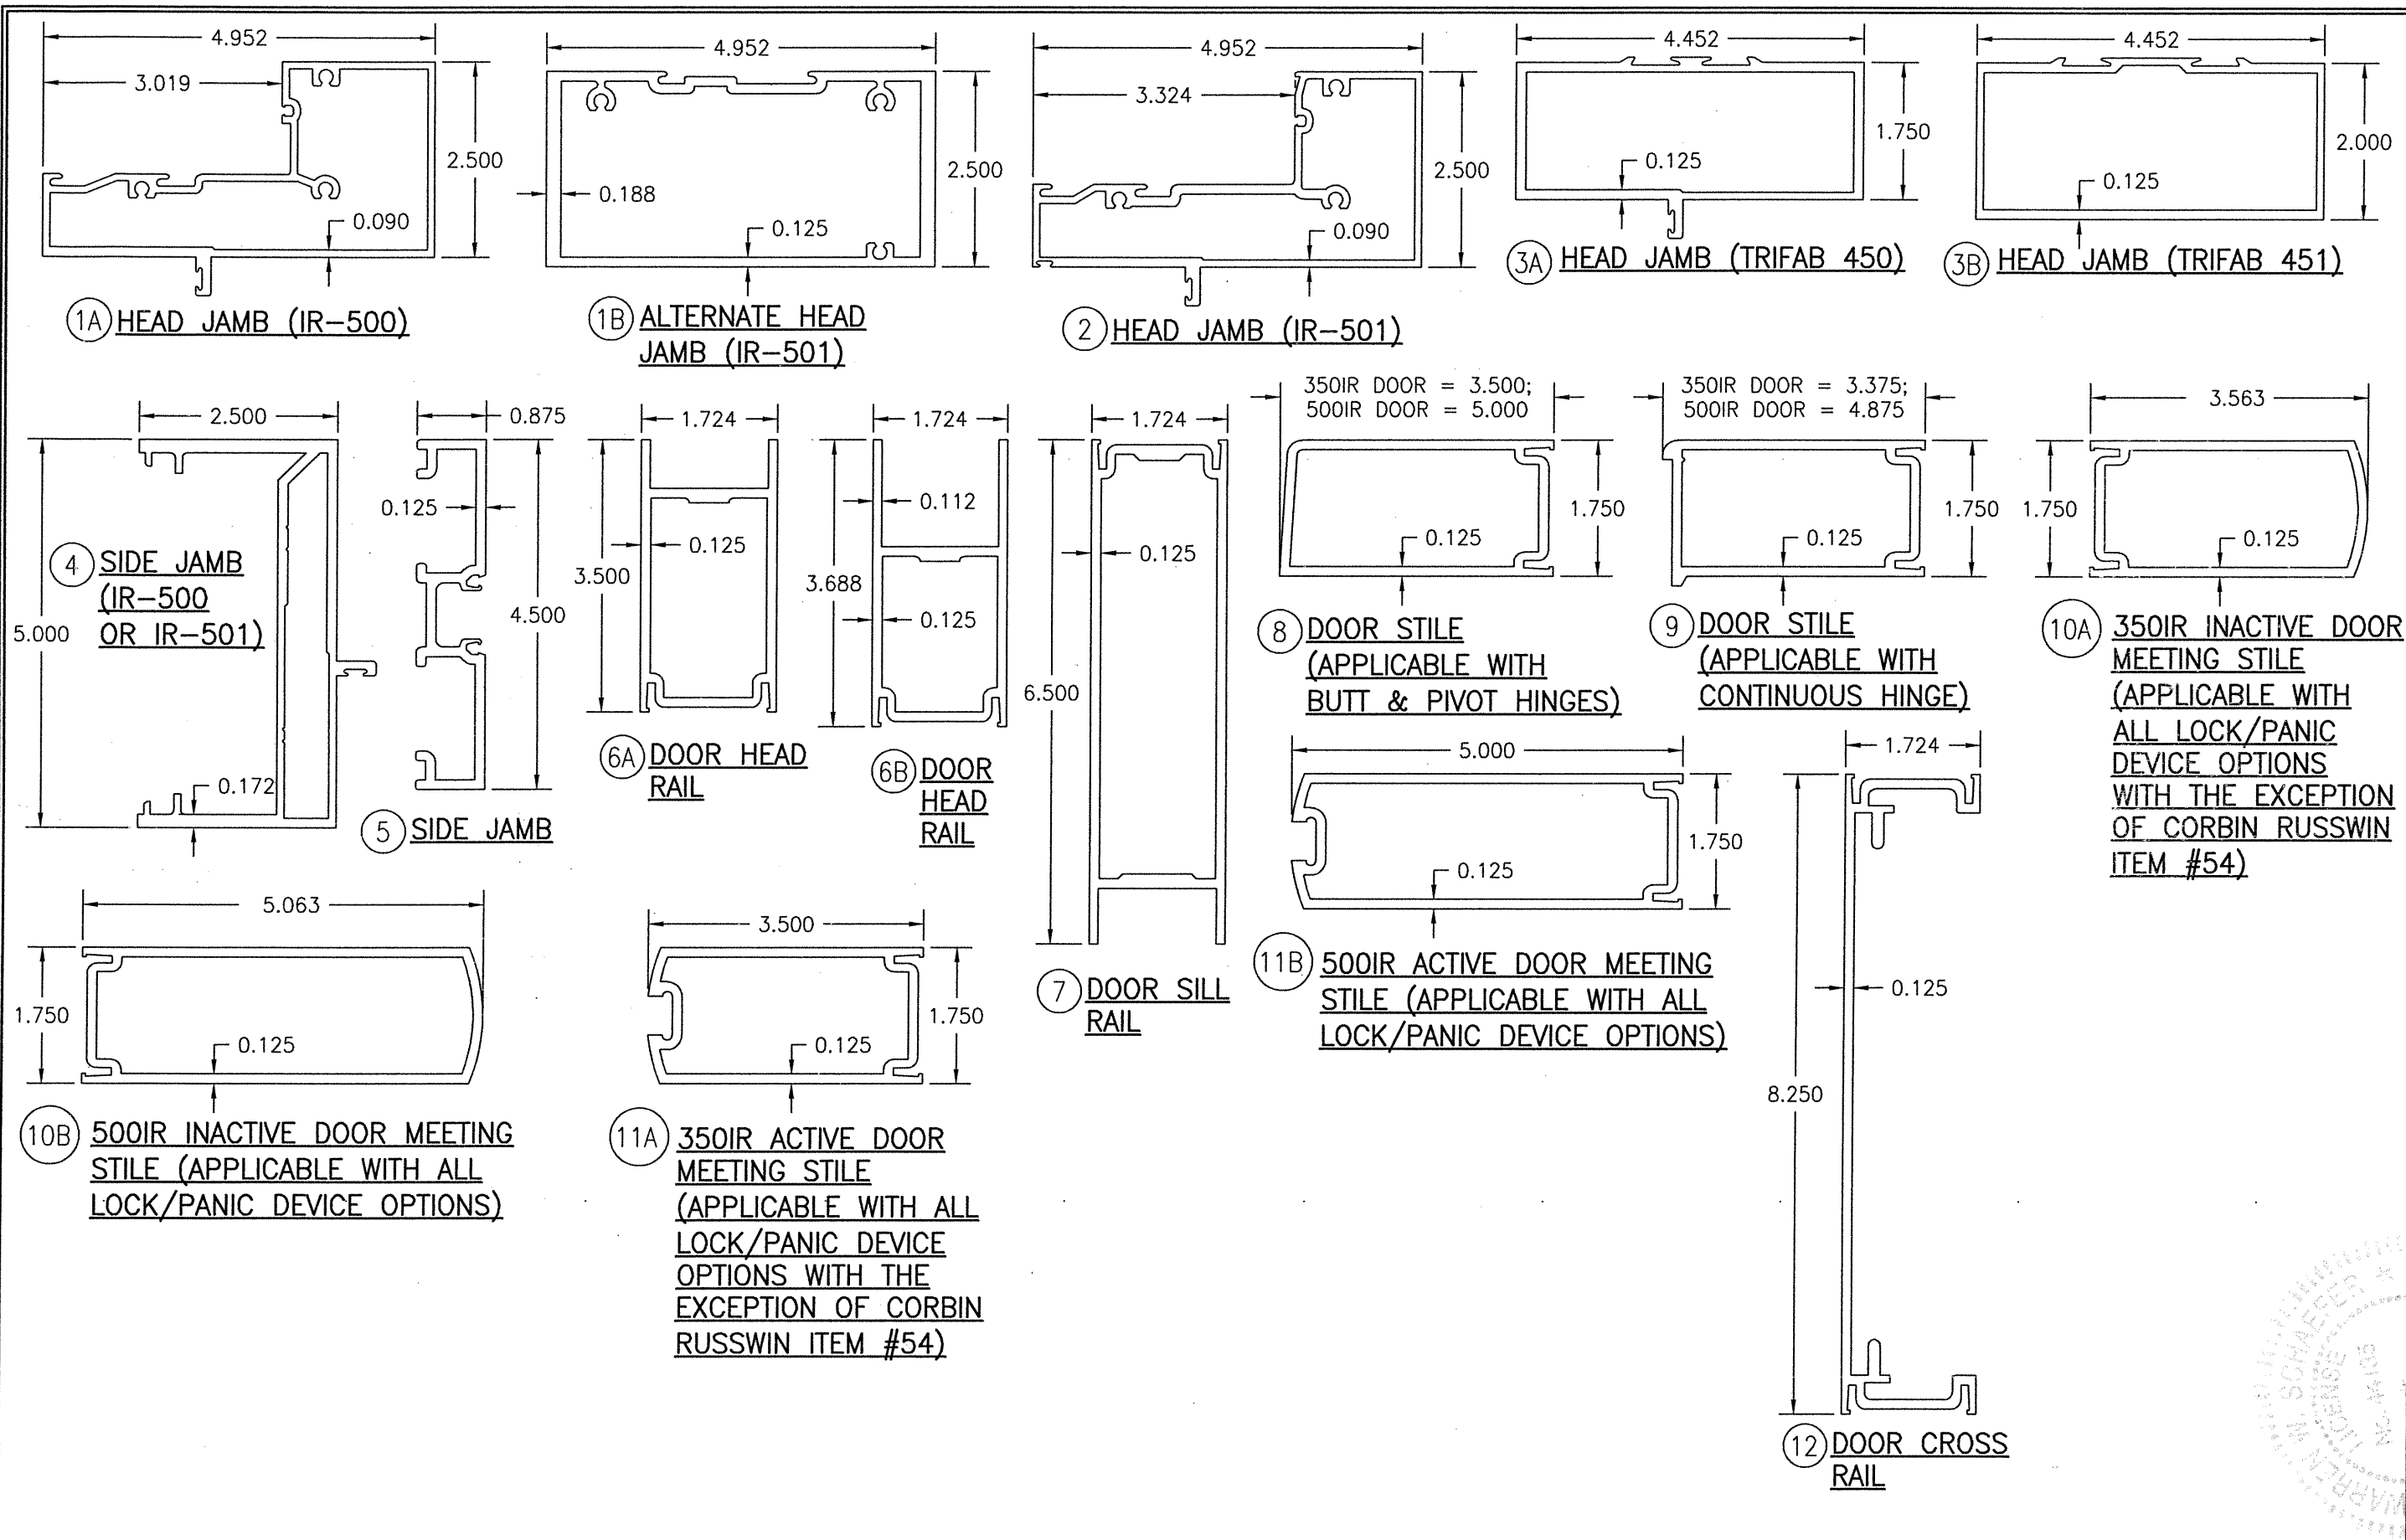 4.952
3.019
2.500
0.090
1A HEAD JAMB (IR-500)
4.952
0.188
0.125
2.500
1B ALTERNATE HEAD
JAMB (IR-501)
4.952
3.324
2.500
0.090
2 HEAD JAMB (IR-501)
4.452
1.750
0.125
3A HEAD JAMB (TRIFAB 450)
4.452
2.000
0.125
3B HEAD JAMB (TRIFAB 451)
2.500
5.000
0.172
4 SIDE JAMB
(IR-500
OR IR-501)
0.875
0.125
4.500
5 SIDE JAMB
1.724
0.125
3.500
6A DOOR HEAD
RAIL
1.724
0.112
3.688
0.125
6B DOOR
HEAD
RAIL
1.724
0.125
6.500
7 DOOR SILL
RAIL
350IR DOOR = 3.500;
500IR DOOR = 5.000
1.750
0.125
8 DOOR STILE
(APPLICABLE WITH
BUTT & PIVOT HINGES)
350IR DOOR = 3.375;
500IR DOOR = 4.875
1.750
0.125
9 DOOR STILE
(APPLICABLE WITH
CONTINUOUS HINGE)
3.563
1.750
0.125
10A 350IR INACTIVE DOOR
MEETING STILE
(APPLICABLE WITH
ALL LOCK/PANIC
DEVICE OPTIONS
WITH THE EXCEPTION
OF CORBIN RUSSWIN
ITEM #54)
5.063
1.750
0.125
10B 500IR INACTIVE DOOR MEETING
STILE (APPLICABLE WITH ALL
LOCK/PANIC DEVICE OPTIONS)
3.500
1.750
0.125
11A 350IR ACTIVE DOOR
MEETING STILE
(APPLICABLE WITH ALL
LOCK/PANIC DEVICE
OPTIONS WITH THE
EXCEPTION OF CORBIN
RUSSWIN ITEM #54)
5.000
1.750
0.125
11B 500IR ACTIVE DOOR MEETING
STILE (APPLICABLE WITH ALL
LOCK/PANIC DEVICE OPTIONS)
1.724
0.125
8.250
12 DOOR CROSS
RAIL
WARREN W. SCHAEFER
LICENSE